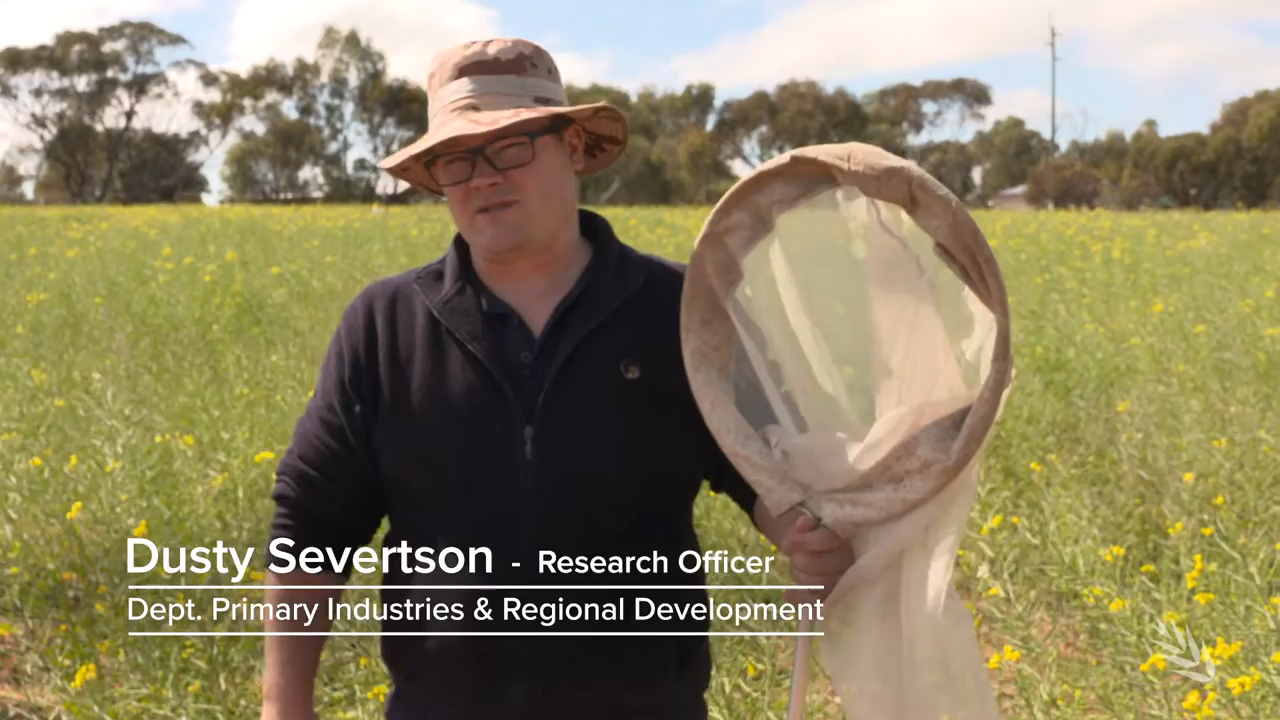 Dusty Severtson - Research Officer
Dept. Primary Industries & Regional Development